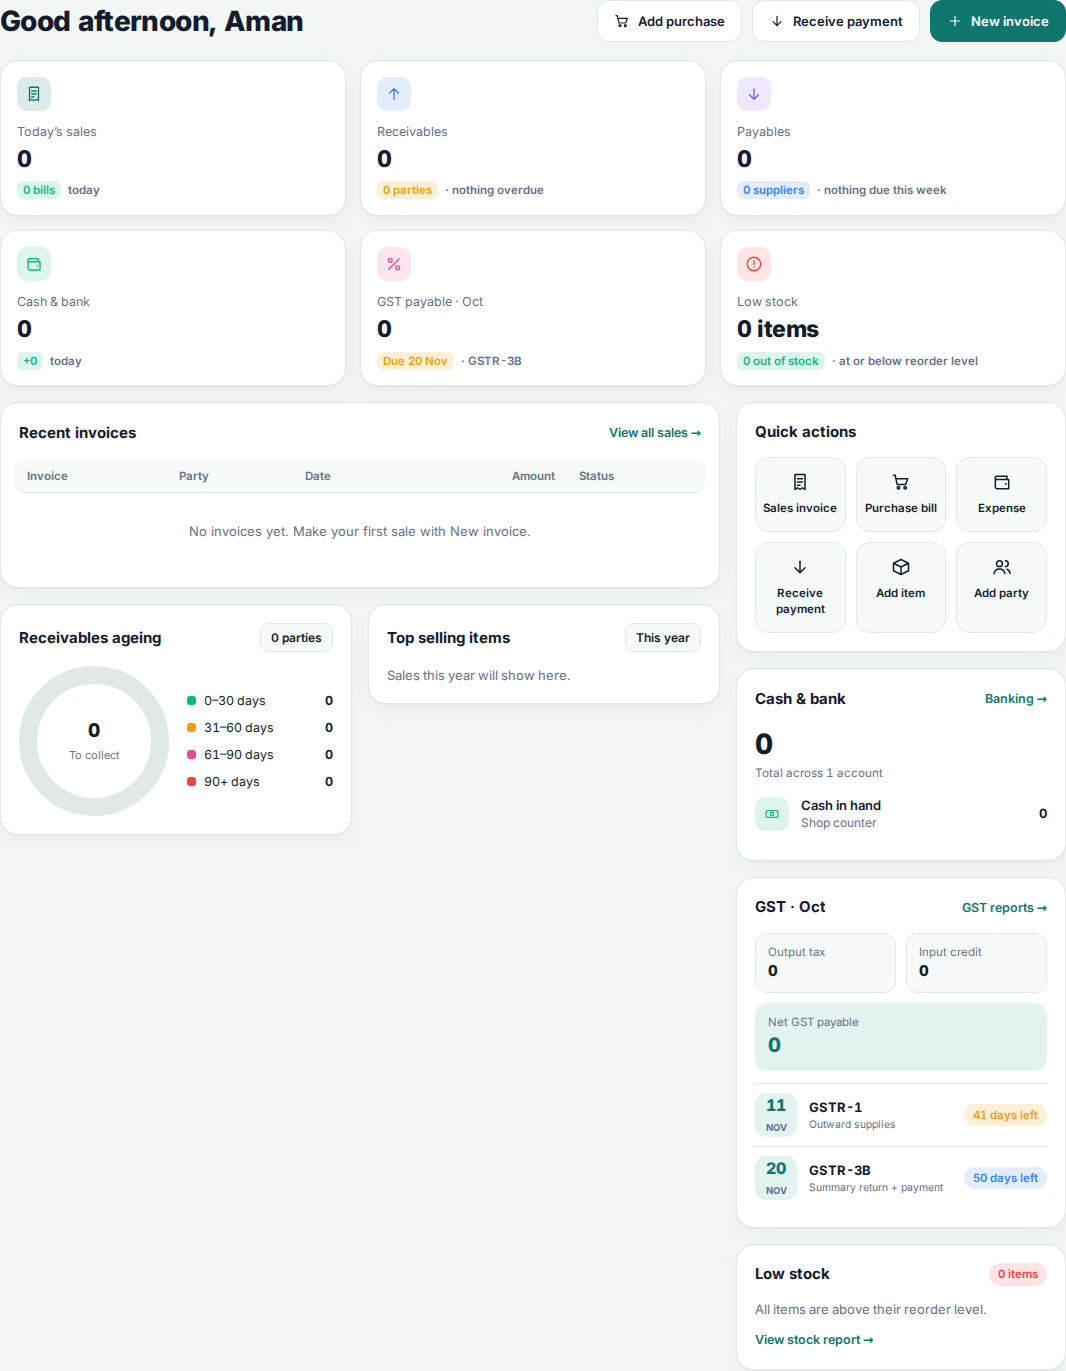 Good afternoon, Aman
Add purchase
Receive payment
New invoice
Today's sales
0
0 bills today
Receivables
0
0 parties · nothing overdue
Payables
0
0 suppliers · nothing due this week
Cash & bank
0
+0 today
GST payable · Oct
0
Due 20 Nov · GSTR-3B
Low stock
0 items
0 out of stock · at or below reorder level
Recent invoices
View all sales →
Invoice Party Date Amount Status
No invoices yet. Make your first sale with New invoice.
Receivables ageing
0 parties
0
To collect
0–30 days 0
31–60 days 0
61–90 days 0
90+ days 0
Top selling items
This year
Sales this year will show here.
Quick actions
Sales invoice
Purchase bill
Expense
Receive
payment
Add item
Add party
Cash & bank
Banking →
0
Total across 1 account
Cash in hand
Shop counter
0
GST · Oct
GST reports →
Output tax
0
Input credit
0
Net GST payable
0
11
NOV
GSTR-1
Outward supplies
41 days left
20
NOV
GSTR-3B
Summary return + payment
50 days left
Low stock
0 items
All items are above their reorder level.
View stock report →